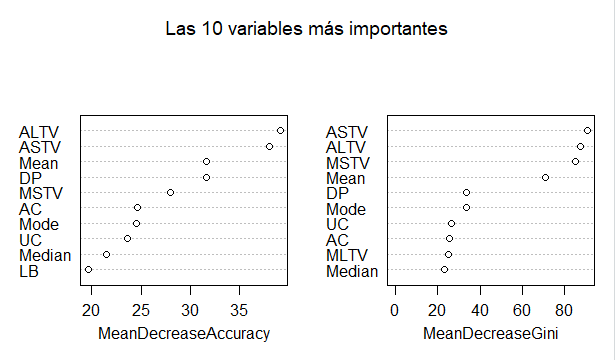 Las 10 variables más importantes
ALTV
ASTV
Mean
DP
MSTV
AC
Mode
UC
Median
LB
20 25 30 35
MeanDecreaseAccuracy
ASTV
ALTV
MSTV
Mean
DP
Mode
UC
AC
MLTV
Median
0 20 40 60 80
MeanDecreaseGini